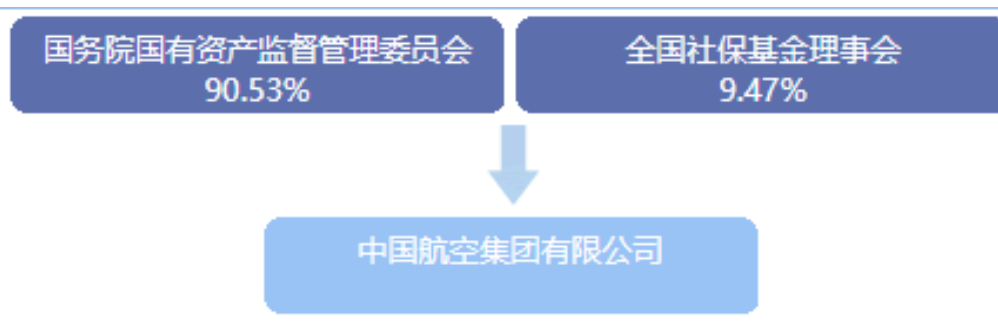 国务院国有资产监督管理委员会
90.53%
全国社保基金理事会
9.47%
中国航空集团有限公司